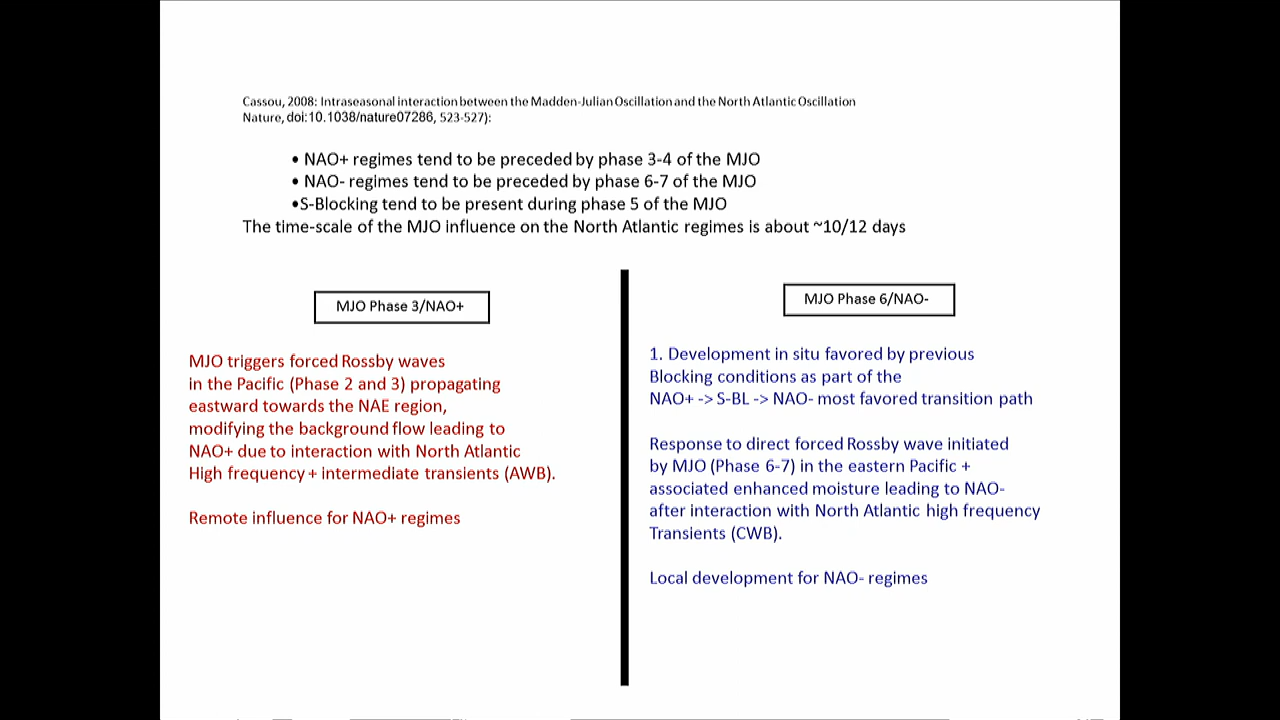 Cassou, 2008: Intraseasonal interaction between the Madden-Julian Oscillation and the North Atlantic Oscillation
Nature, doi:10.1038/nature07286, 523-527):
• NAO+ regimes tend to be preceded by phase 3-4 of the MJO
• NAO- regimes tend to be preceded by phase 6-7 of the MJO
•S-Blocking tend to be present during phase 5 of the MJO
The time-scale of the MJO influence on the North Atlantic regimes is about ~10/12 days
MJO Phase 3/NAO+
MJO triggers forced Rossby waves
in the Pacific (Phase 2 and 3) propagating
eastward towards the NAE region,
modifying the background flow leading to
NAO+ due to interaction with North Atlantic
High frequency + intermediate transients (AWB).
Remote influence for NAO+ regimes
MJO Phase 6/NAO-
1. Development in situ favored by previous
Blocking conditions as part of the
NAO+ -> S-BL -> NAO- most favored transition path
Response to direct forced Rossby wave initiated
by MJO (Phase 6-7) in the eastern Pacific +
associated enhanced moisture leading to NAO-
after interaction with North Atlantic high frequency
Transients (CWB).
Local development for NAO- regimes